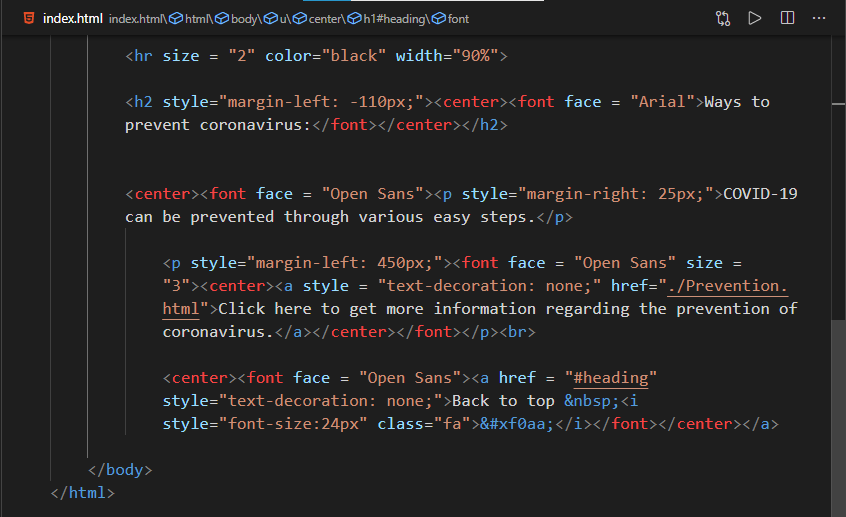 index.html index.html\html\body\u\center\h1#heading\font
<hr size = "2" color="black" width="90%">
<h2 style="margin-left: -110px;"><center><font face = "Arial">Ways to
prevent coronavirus:</font></center></h2>
<center><font face = "Open Sans"><p style="margin-right: 25px;">COVID-19
can be prevented through various easy steps.</p>
<p style="margin-left: 450px;"><font face = "Open Sans" size =
"3"><center><a style = "text-decoration: none;" href="./Prevention.
html">Click here to get more information regarding the prevention of
coronavirus.</a></center></font></p><br>
<center><font face = "Open Sans"><a href = "#heading"
style="text-decoration: none;">Back to top &nbsp;<i
style="font-size:24px" class="fa">&#xf0aa;</i></font></center></a>
</body>
</html>